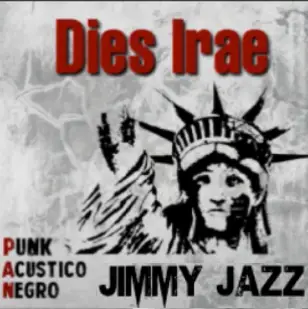 Dies Irae
PUNK
ACUSTICO
NEGRO
JIMMY JAZZ